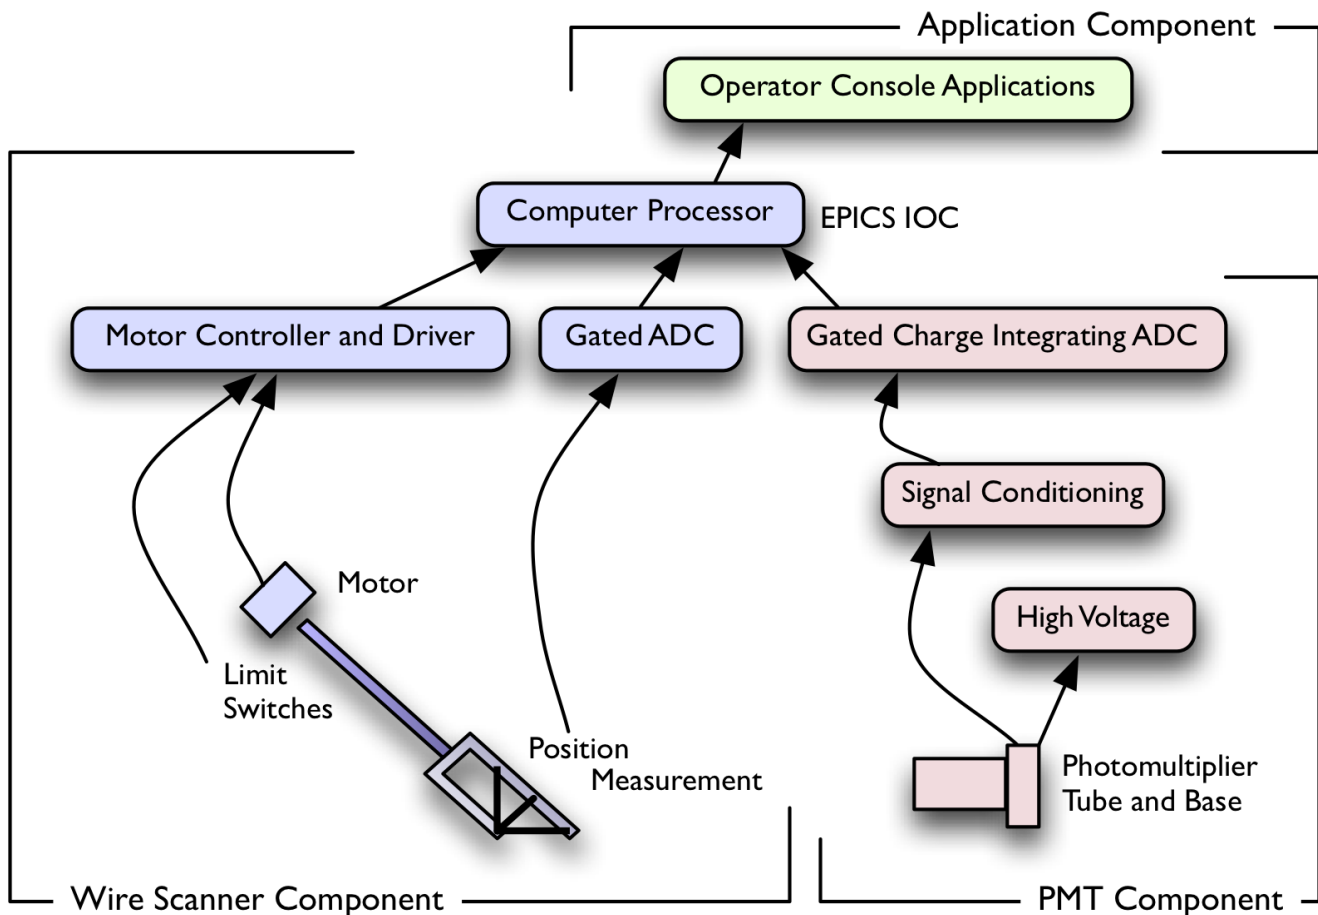 Application Component
Operator Console Applications
Computer Processor
EPICS IOC
Motor Controller and Driver
Gated ADC
Gated Charge Integrating ADC
Signal Conditioning
Motor
High Voltage
Limit
Switches
Position
Measurement
Photomultiplier
Tube and Base
Wire Scanner Component
PMT Component